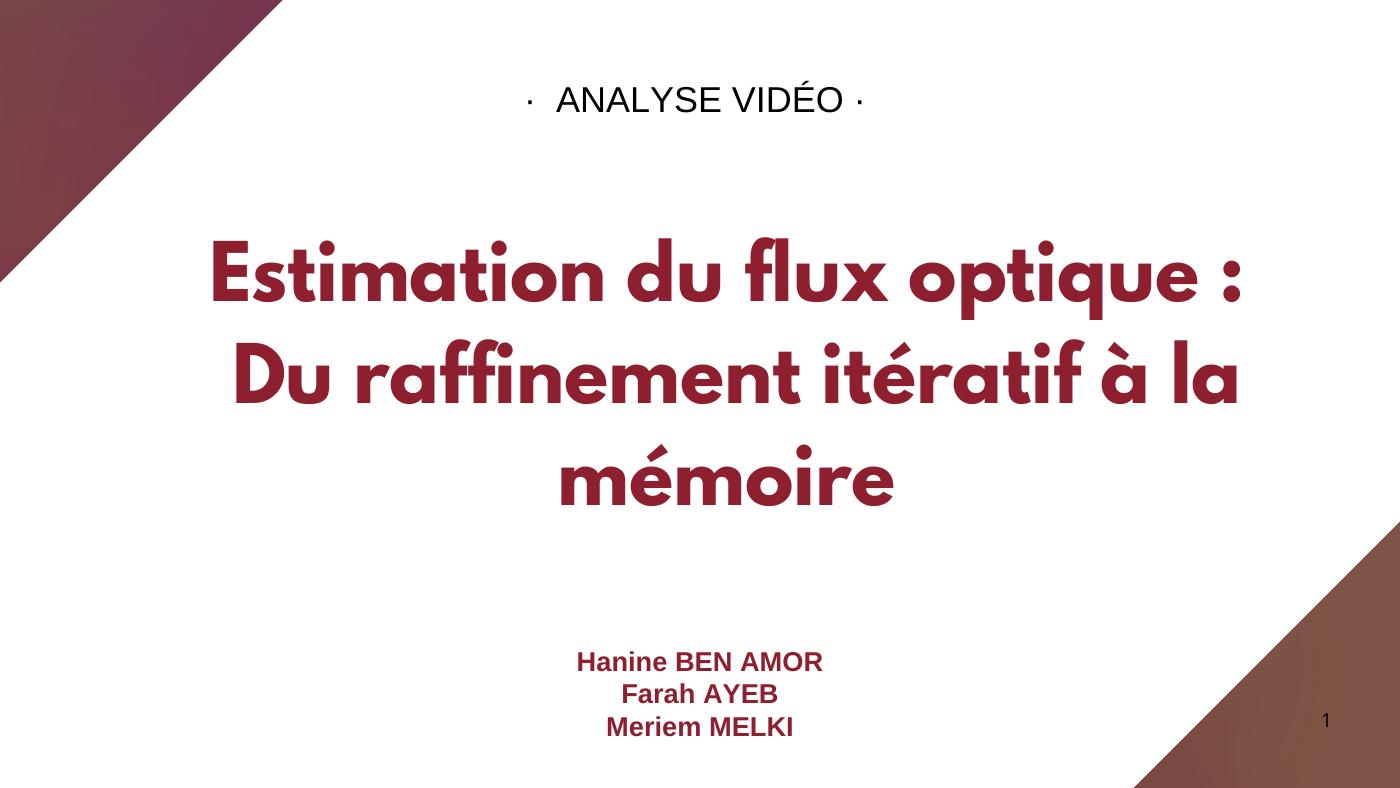 · ANALYSE VIDÉO ·
Estimation du flux optique :
Du raffinement itératif à la
mémoire
Hanine BEN AMOR
Farah AYEB
Meriem MELKI
1